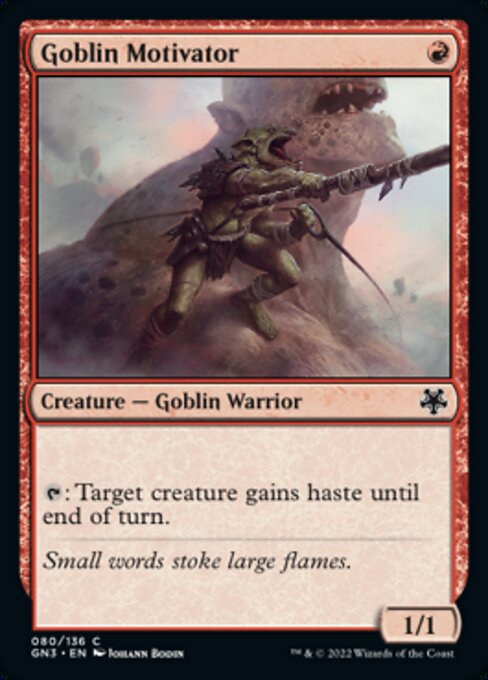 Goblin Motivator
Creature — Goblin Warrior
: Target creature gains haste until
end of turn.
Small words stoke large flames.
1/1
080/136 C
GN3 • EN Johann Bodin
™ & © 2022 Wizards of the Coast